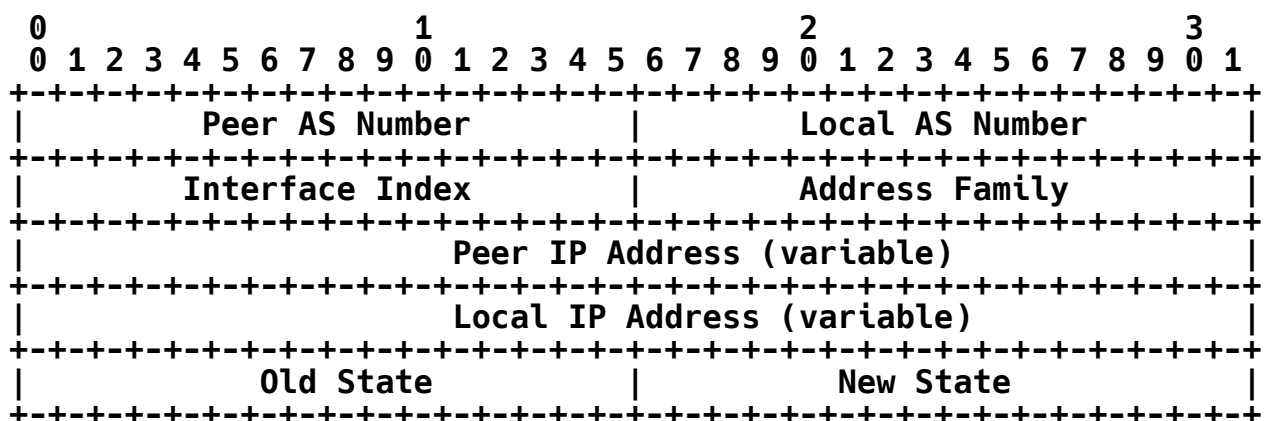 0                   1                   2                   3
 0 1 2 3 4 5 6 7 8 9 0 1 2 3 4 5 6 7 8 9 0 1 2 3 4 5 6 7 8 9 0 1
+-+-+-+-+-+-+-+-+-+-+-+-+-+-+-+-+-+-+-+-+-+-+-+-+-+-+-+-+-+-+-+-+
|         Peer AS Number        |        Local AS Number        |
+-+-+-+-+-+-+-+-+-+-+-+-+-+-+-+-+-+-+-+-+-+-+-+-+-+-+-+-+-+-+-+-+
|        Interface Index        |        Address Family         |
+-+-+-+-+-+-+-+-+-+-+-+-+-+-+-+-+-+-+-+-+-+-+-+-+-+-+-+-+-+-+-+-+
|                      Peer IP Address (variable)               |
+-+-+-+-+-+-+-+-+-+-+-+-+-+-+-+-+-+-+-+-+-+-+-+-+-+-+-+-+-+-+-+-+
|                      Local IP Address (variable)              |
+-+-+-+-+-+-+-+-+-+-+-+-+-+-+-+-+-+-+-+-+-+-+-+-+-+-+-+-+-+-+-+-+
|            Old State          |          New State            |
+-+-+-+-+-+-+-+-+-+-+-+-+-+-+-+-+-+-+-+-+-+-+-+-+-+-+-+-+-+-+-+-+